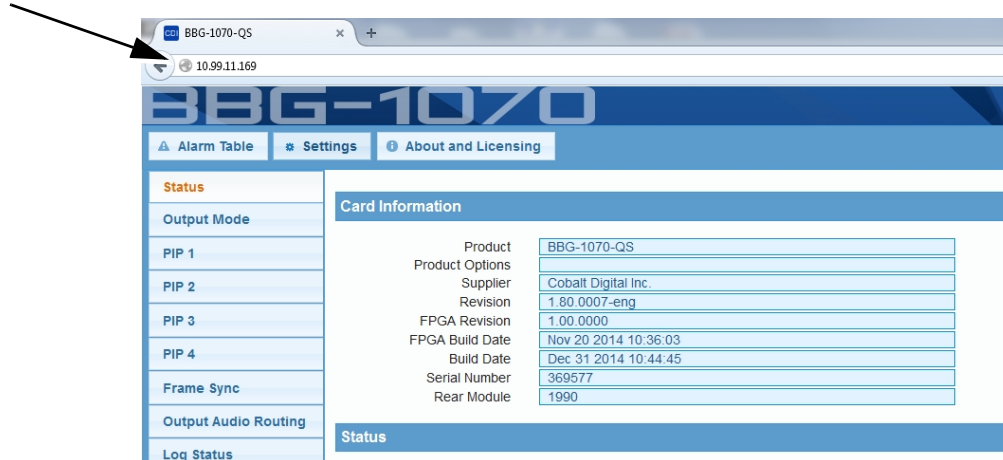 CDI BBG-1070-QS × +
10.99.11.169
BBG-1070
Alarm Table Settings About and Licensing
Status
Output Mode
PIP 1
PIP 2
PIP 3
PIP 4
Frame Sync
Output Audio Routing
Log Status
Card Information
Product BBG-1070-QS
Product Options
Supplier Cobalt Digital Inc.
Revision 1.80.0007-eng
FPGA Revision 1.00.0000
FPGA Build Date Nov 20 2014 10:36:03
Build Date Dec 31 2014 10:44:45
Serial Number 369577
Rear Module 1990
Status